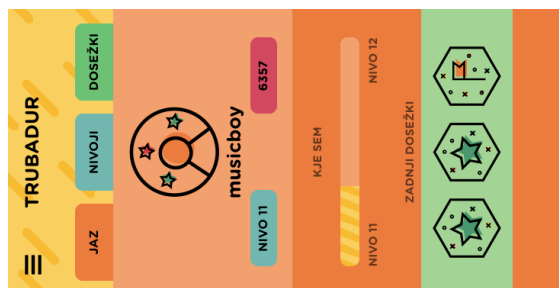 TRUBADUR
JAZ NIVOJI DOSEŽKI
musicboy
NIVO 11 6357
KJE SEM
NIVO 11 NIVO 12
ZADNJI DOSEŽKI